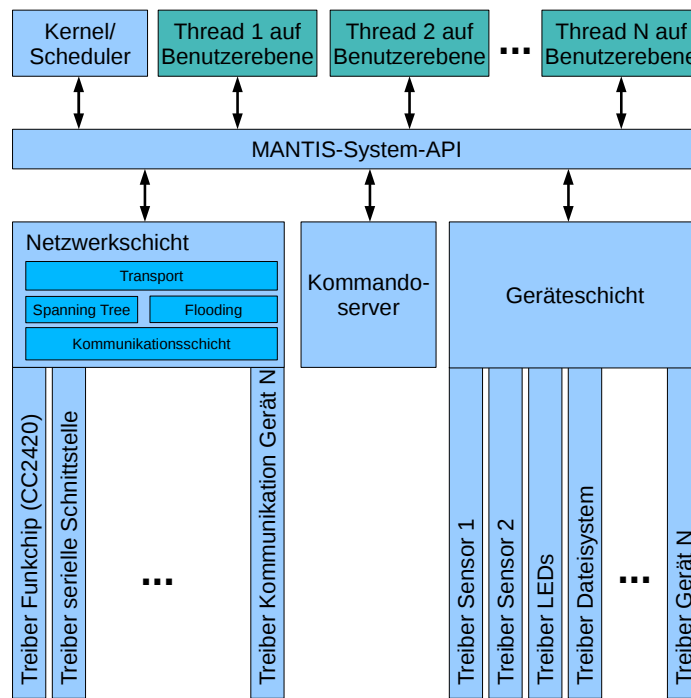 Kernel/
Scheduler
Thread 1 auf
Benutzerebene
Thread 2 auf
Benutzerebene
...
Thread N auf
Benutzerebene
MANTIS-System-API
Netzwerkschicht
Transport
Spanning Tree
Flooding
Kommunikationsschicht
Kommando-
server
Geräteschicht
Treiber Funkchip (CC2420)
Treiber serielle Schnittstelle
...
Treiber Kommunikation Gerät N
Treiber Sensor 1
Treiber Sensor 2
Treiber LEDs
Treiber Dateisystem
...
Treiber Gerät N